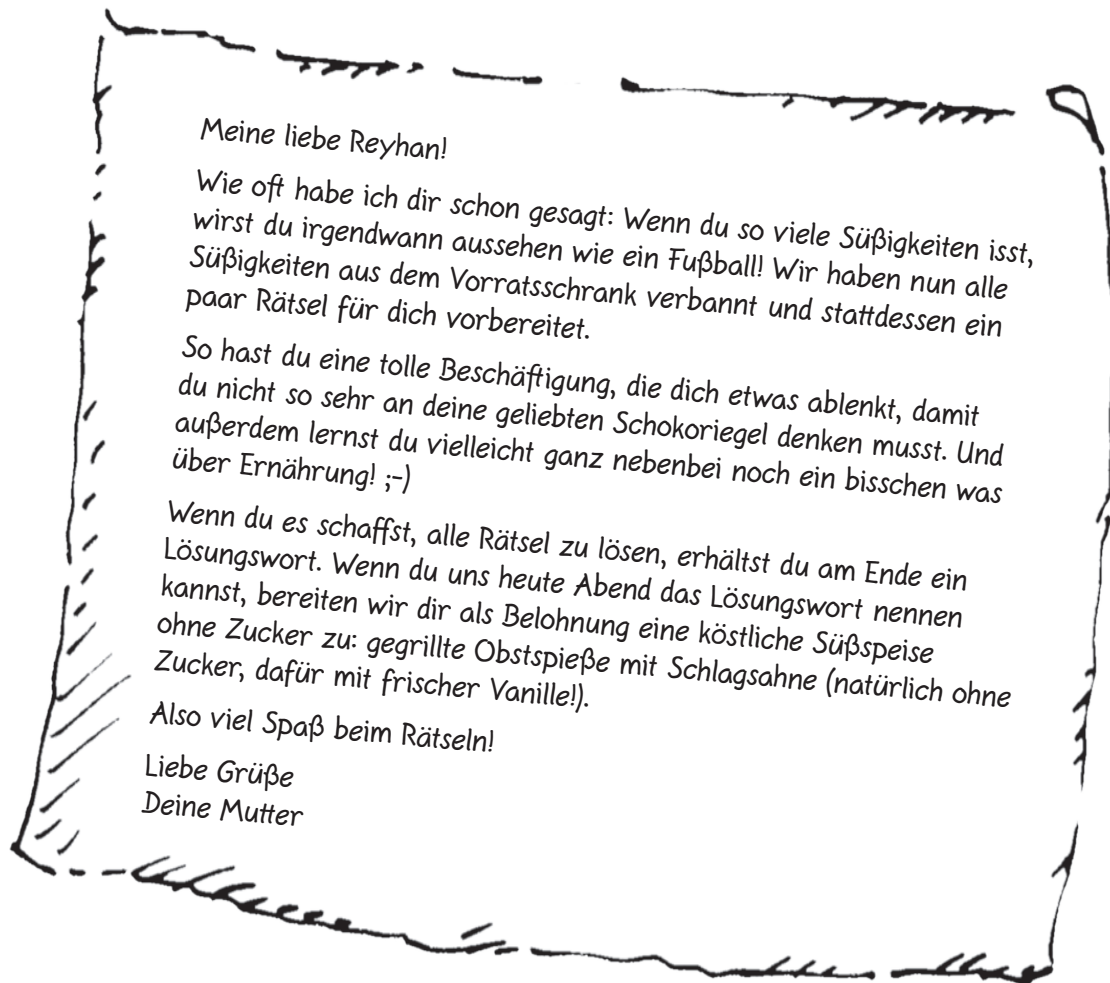 Meine liebe Reyhan!
Wie oft habe ich dir schon gesagt: Wenn du so viele Süßigkeiten isst,
wirst du irgendwann aussehen wie ein Fußball! Wir haben nun alle
Süßigkeiten aus dem Vorratsschrank verbannt und stattdessen ein
paar Rätsel für dich vorbereitet.
So hast du eine tolle Beschäftigung, die dich etwas ablenkt, damit
du nicht so sehr an deine geliebten Schokoriegel denken musst. Und
außerdem lernst du vielleicht ganz nebenbei noch ein bisschen was
über Ernährung! ;-)
Wenn du es schaffst, alle Rätsel zu lösen, erhältst du am Ende ein
Lösungswort. Wenn du uns heute Abend das Lösungswort nennen
kannst, bereiten wir dir als Belohnung eine köstliche Süßspeise
ohne Zucker zu: gegrillte Obstspieße mit Schlagsahne (natürlich ohne
Zucker, dafür mit frischer Vanille!).
Also viel Spaß beim Rätseln!
Liebe Grüße
Deine Mutter